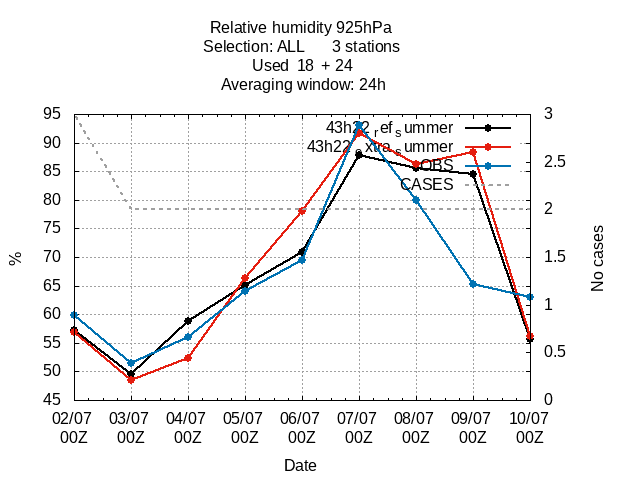 Relative humidity 925hPa
Selection: ALL 3 stations
Used 18 + 24
Averaging window: 24h
95 3
43h22_ref_summer
90
43h22_extra_summer
85 OBS 2.5
CASES
80
75 2
70
65 1.5
60
55 1
50 0.5
45 0
%
No cases
02/07 03/07 04/07 05/07 06/07 07/07 08/07 09/07 10/07
00Z 00Z 00Z 00Z 00Z 00Z 00Z 00Z 00Z
Date